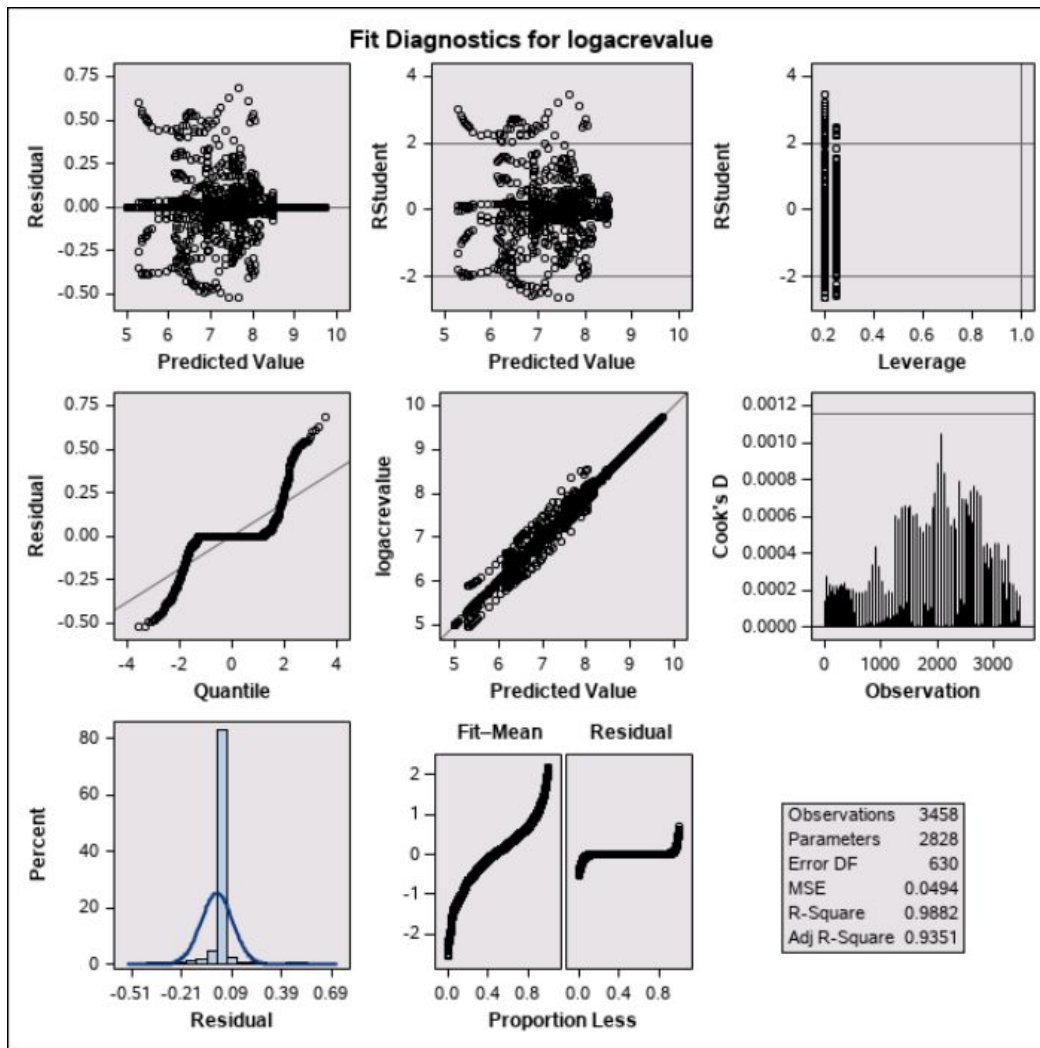 Fit Diagnostics for logacrevalue
0.75
0.50
0.25
0.00
-0.25
-0.50
Residual
5 6 7 8 9 10
Predicted Value
4
2
0
-2
RStudent
5 6 7 8 9 10
Predicted Value
4
2
0
-2
RStudent
0.2 0.4 0.6 0.8 1.0
Leverage
0.75
0.50
0.25
0.00
-0.25
-0.50
Residual
-4 -2 0 2 4
Quantile
10
9
8
7
6
5
logacrevalue
5 6 7 8 9 10
Predicted Value
0.0012
0.0010
0.0008
0.0006
0.0004
0.0002
0.0000
Cook's D
0 1000 2000 3000
Observation
80
60
40
20
0
Percent
-0.51 -0.21 0.09 0.39 0.69
Residual
Fit–Mean Residual
2
1
0
-1
-2
0.0 0.4 0.8 0.0 0.4 0.8
Proportion Less
Observations 3458
Parameters 2828
Error DF 630
MSE 0.0494
R-Square 0.9882
Adj R-Square 0.9351